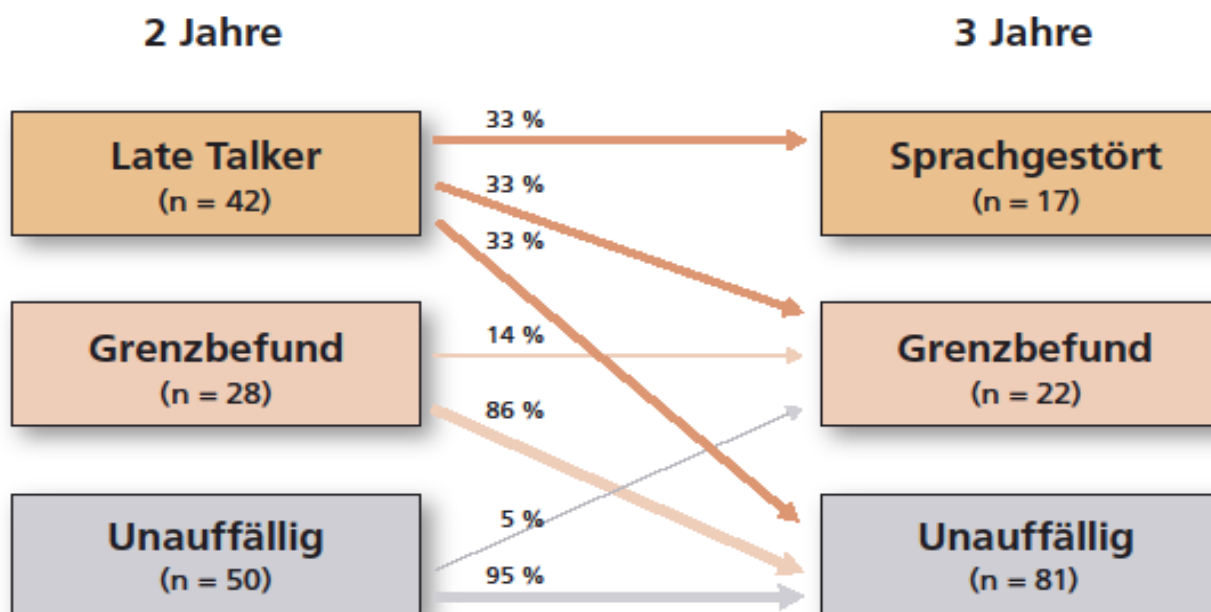 2 Jahre
3 Jahre
Late Talker
(n = 42)
33 %
33 %
33 %
Sprachgestört
(n = 17)
Grenzbefund
(n = 28)
14 %
86 %
Grenzbefund
(n = 22)
Unauffällig
(n = 50)
5 %
95 %
Unauffällig
(n = 81)